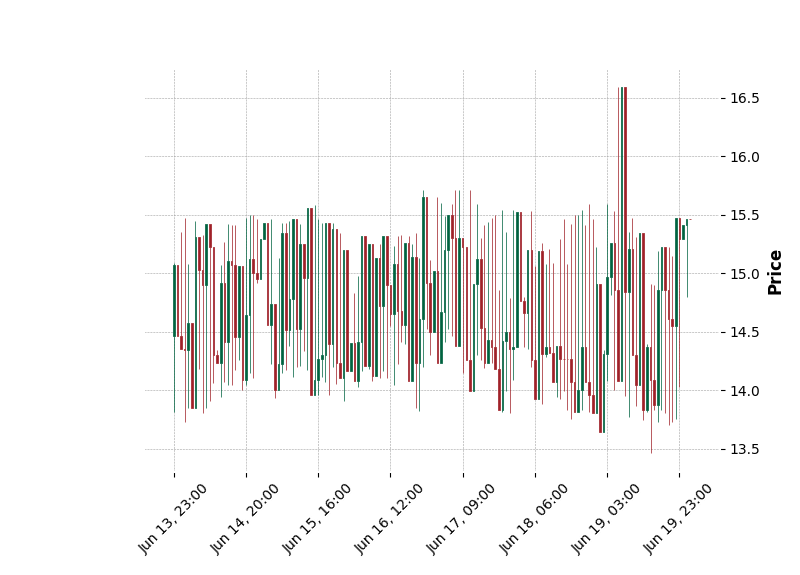 16.5
16.0
15.5
15.0
14.5
14.0
13.5
Price
Jun 13, 23:00
Jun 14, 20:00
Jun 15, 16:00
Jun 16, 12:00
Jun 17, 09:00
Jun 18, 06:00
Jun 19, 03:00
Jun 19, 23:00